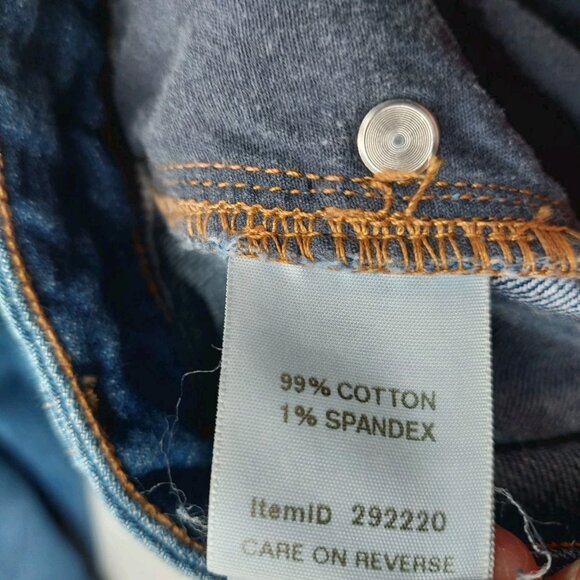 99% COTTON
1% SPANDEX
ItemID 292220
CARE ON REVERSE